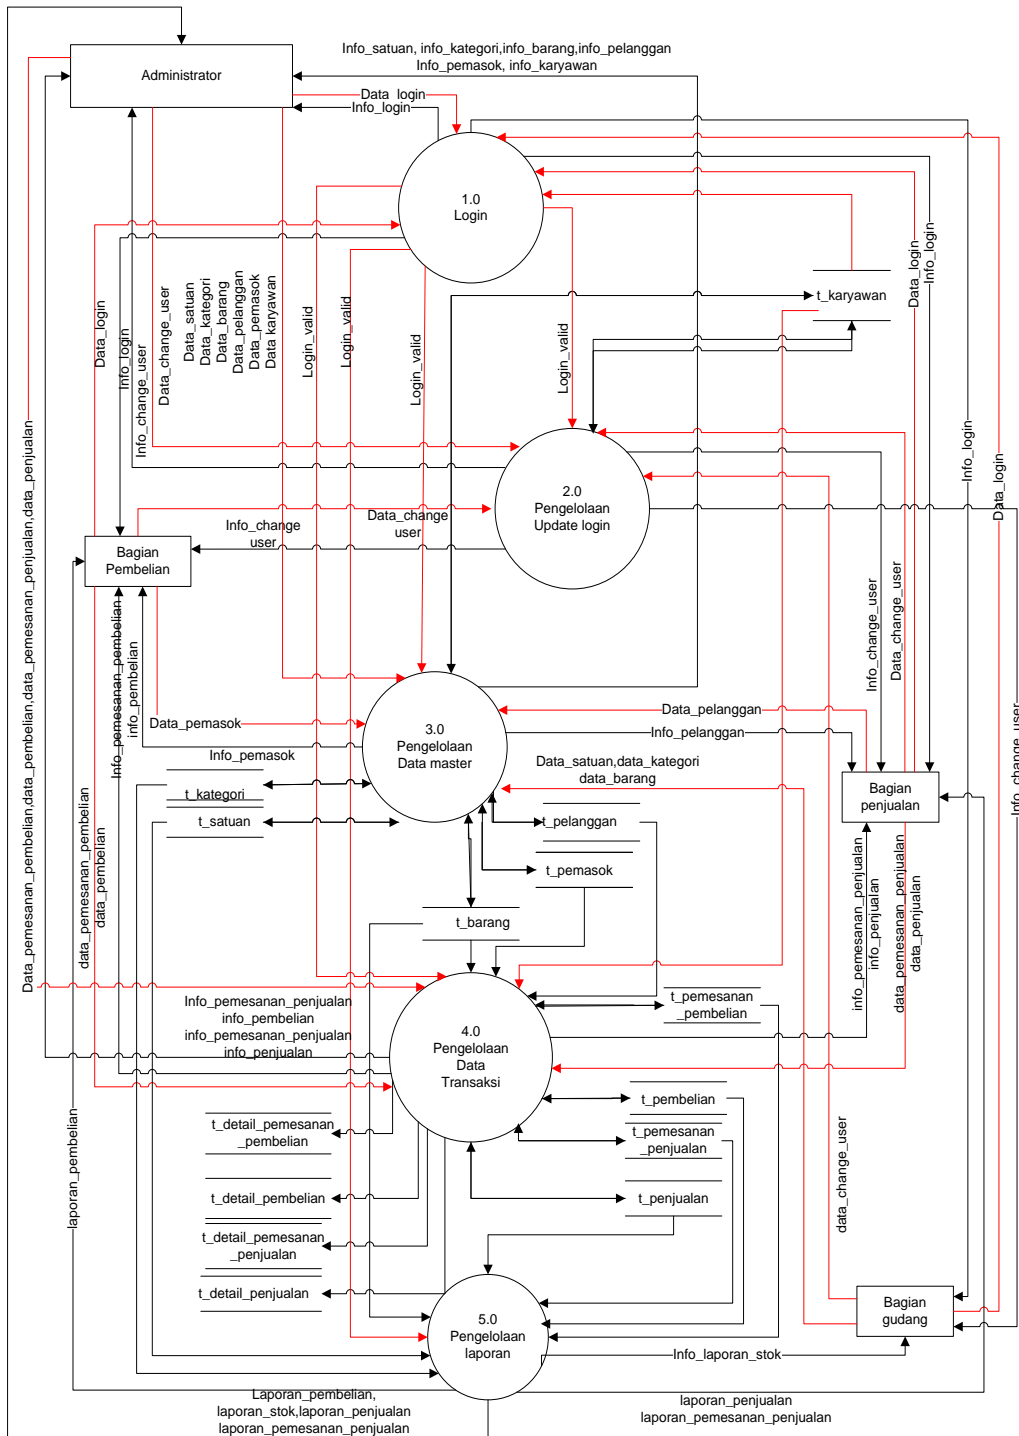 Administrator
Info_satuan, info_kategori,info_barang,info_pelanggan
Info_pemasok, info_karyawan
Data_login
Info_login
1.0
Login
Data_login
Info_login
Info_change_user
Data_change_user
Data_satuan
Data_kategori
Data_barang
Data_pelanggan
Data_pemasok
Data karyawan
Login_valid
Login_valid
Login_valid
Login_valid
t_karyawan
Data_login
Info_login
Info_login
Data_login
2.0
Pengelolaan
Update login
Data_pemesanan_pembelian,data_pembelian,data_pemesanan_penjualan,data_penjualan
Bagian
Pembelian
Info_change
user
Data_change
user
Info_change_user
Data_change_user
Info_change_user
Info_pemesanan_pembelian
info_pembelian
Data_pemasok
Info_pemasok
3.0
Pengelolaan
Data master
Data_pelanggan
Info_pelanggan
Data_satuan,data_kategori
data_barang
Bagian
penjualan
t_kategori
t_satuan
t_pelanggan
t_pemasok
t_barang
data_pemesanan_pembelian
data_pembelian
info_pemesanan_penjualan
info_penjualan
data_pemesanan_penjualan
data_penjualan
Info_pemesanan_penjualan
info_pembelian
info_pemesanan_penjualan
info_penjualan
4.0
Pengelolaan
Data
Transaksi
t_pemesanan
_pembelian
t_pembelian
t_pemesanan
_penjualan
t_penjualan
t_detail_pemesanan
_pembelian
t_detail_pembelian
t_detail_pemesanan
_penjualan
t_detail_penjualan
laporan_pembelian
data_change_user
5.0
Pengelolaan
laporan
Bagian
gudang
Info_laporan_stok
Laporan_pembelian,
laporan_stok,laporan_penjualan
laporan_pemesanan_penjualan
laporan_penjualan
laporan_pemesanan_penjualan